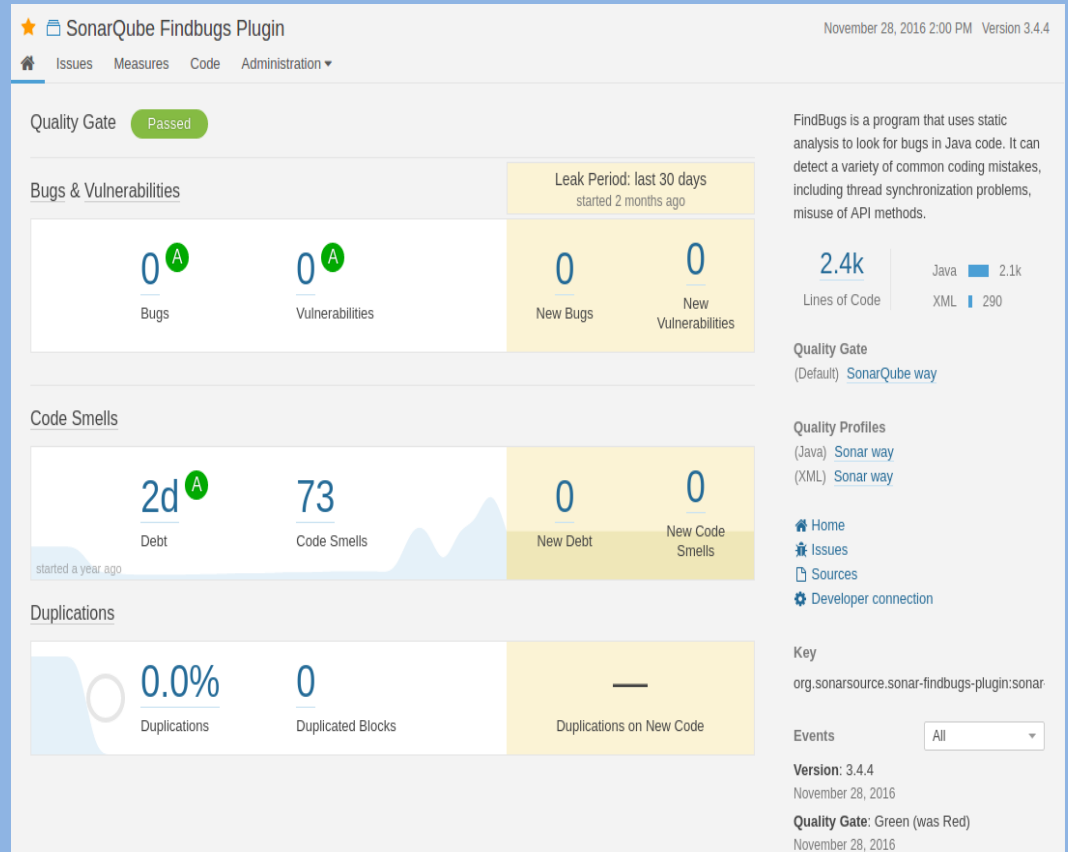 SonarQube Findbugs Plugin
November 28, 2016 2:00 PM Version 3.4.4
Issues Measures Code Administration
Quality Gate Passed
Bugs & Vulnerabilities
Leak Period: last 30 days
started 2 months ago
0 A
Bugs
0 A
Vulnerabilities
0
New Bugs
0
New
Vulnerabilities
Code Smells
2d A
Debt
73
Code Smells
started a year ago
0
New Debt
0
New Code
Smells
Duplications
0.0%
Duplications
0
Duplicated Blocks
—
Duplications on New Code
FindBugs is a program that uses static
analysis to look for bugs in Java code. It can
detect a variety of common coding mistakes,
including thread synchronization problems,
misuse of API methods.
2.4k
Lines of Code
Java 2.1k
XML 290
Quality Gate
(Default) SonarQube way
Quality Profiles
(Java) Sonar way
(XML) Sonar way
Home
Issues
Sources
Developer connection
Key
org.sonarsource.sonar-findbugs-plugin:sonar-
Events All
Version: 3.4.4
November 28, 2016
Quality Gate: Green (was Red)
November 28, 2016